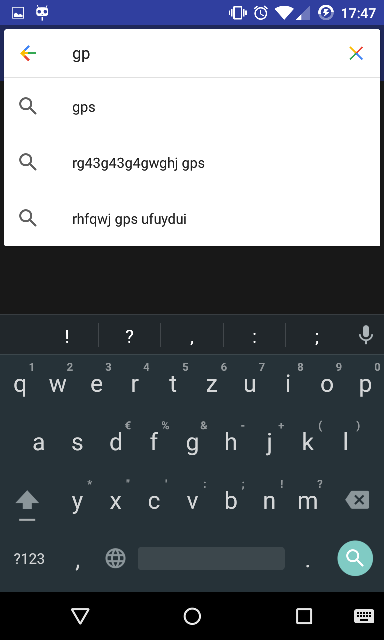 17:47
gp
gps
rg43g43g4gwghj gps
rhfqwj gps ufuydui
! ? , : ;
1 2 3 4 5 6 7 8 9 0
q w e r t z u i o p
€ % & - + ( )
a s d f g h j k l
* " ' : ; ! ?
y x c v b n m
?123 , .